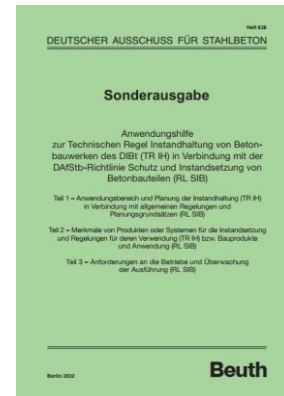 Heft 638
DEUTSCHER AUSSCHUSS FÜR STAHLBETON
Sonderausgabe
Anwendungshilfe
zur Technischen Regel Instandhaltung von Beton-
bauwerken des DIBt (TR IH) in Verbindung mit der
DAfStb-Richtlinie Schutz und Instandsetzung von
Betonbauteilen (RL SIB)
Teil 1 – Anwendungsbereich und Planung der Instandhaltung (TR IH)
in Verbindung mit allgemeinen Regelungen und
Planungsgrundsätzen (RL SIB)
Teil 2 – Merkmale von Produkten oder Systemen für die Instandsetzung
und Regelungen für deren Verwendung (TR IH) bzw. Bauprodukte
und Anwendung (RL SIB)
Teil 3 – Anforderungen an die Betriebe und Überwachung
der Ausführung (RL SIB)
Berlin 2022
Beuth